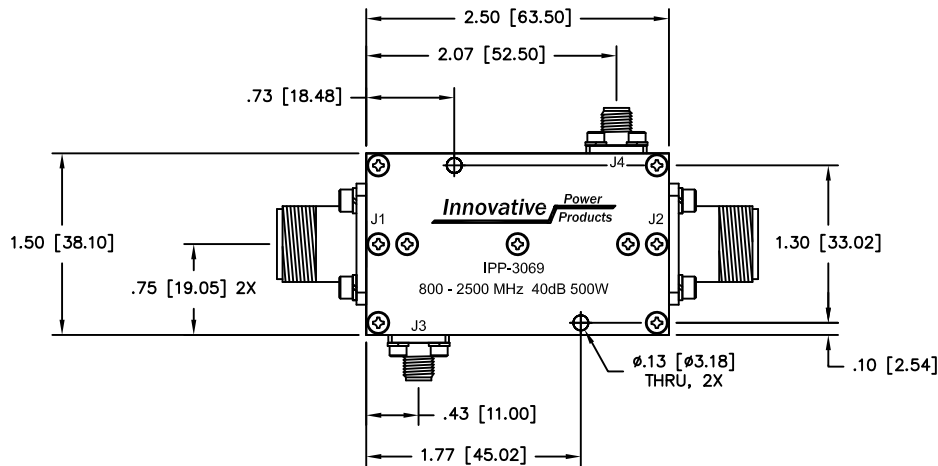 2.50 [63.50]
2.07 [52.50]
.73 [18.48]
J4
1.50 [38.10]
Innovative Power Products
J1
J2
1.30 [33.02]
.75 [19.05] 2X
IPP-3069
800 - 2500 MHz 40dB 500W
J3
ø.13 [ø3.18]
THRU, 2X
.10 [2.54]
.43 [11.00]
1.77 [45.02]